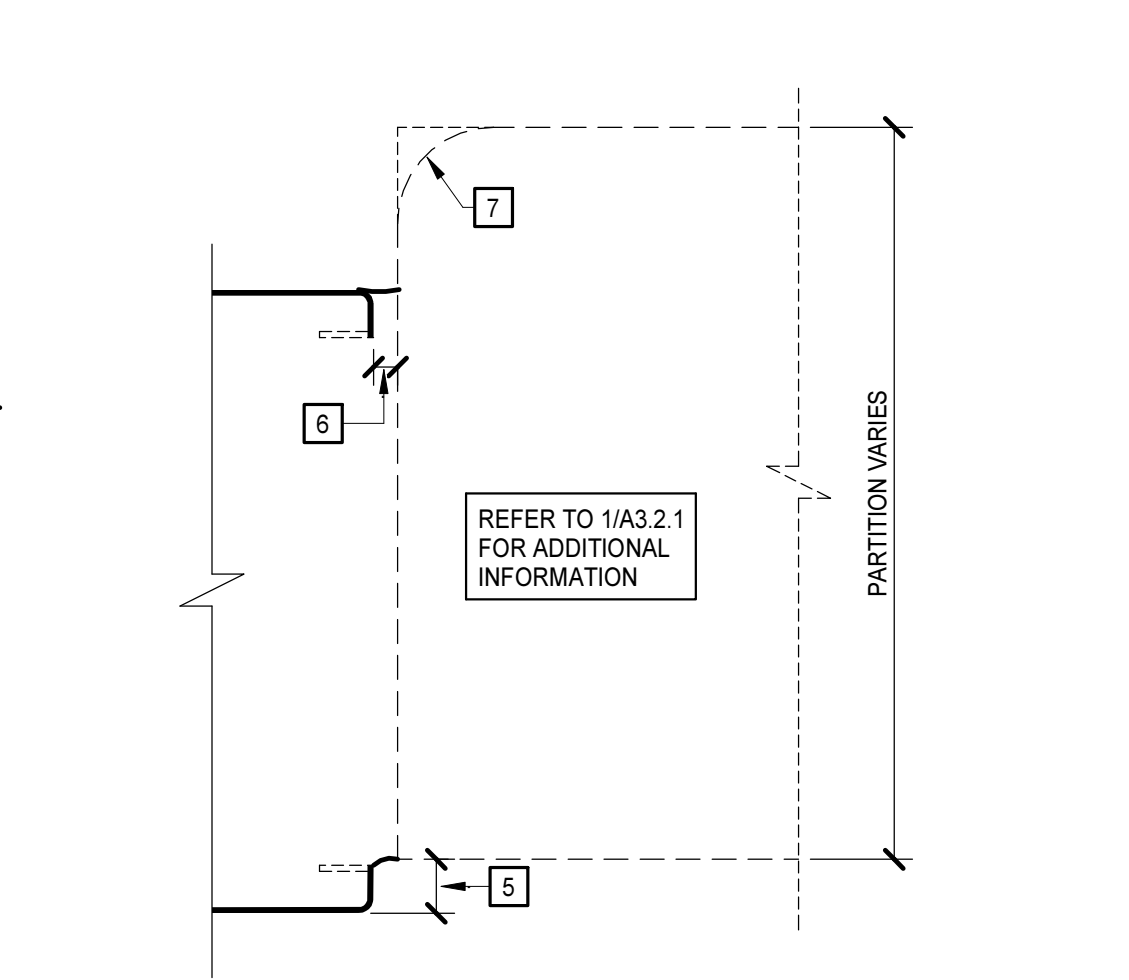 7
6
REFER TO 1/A3.2.1
FOR ADDITIONAL
INFORMATION
PARTITION VARIES
5